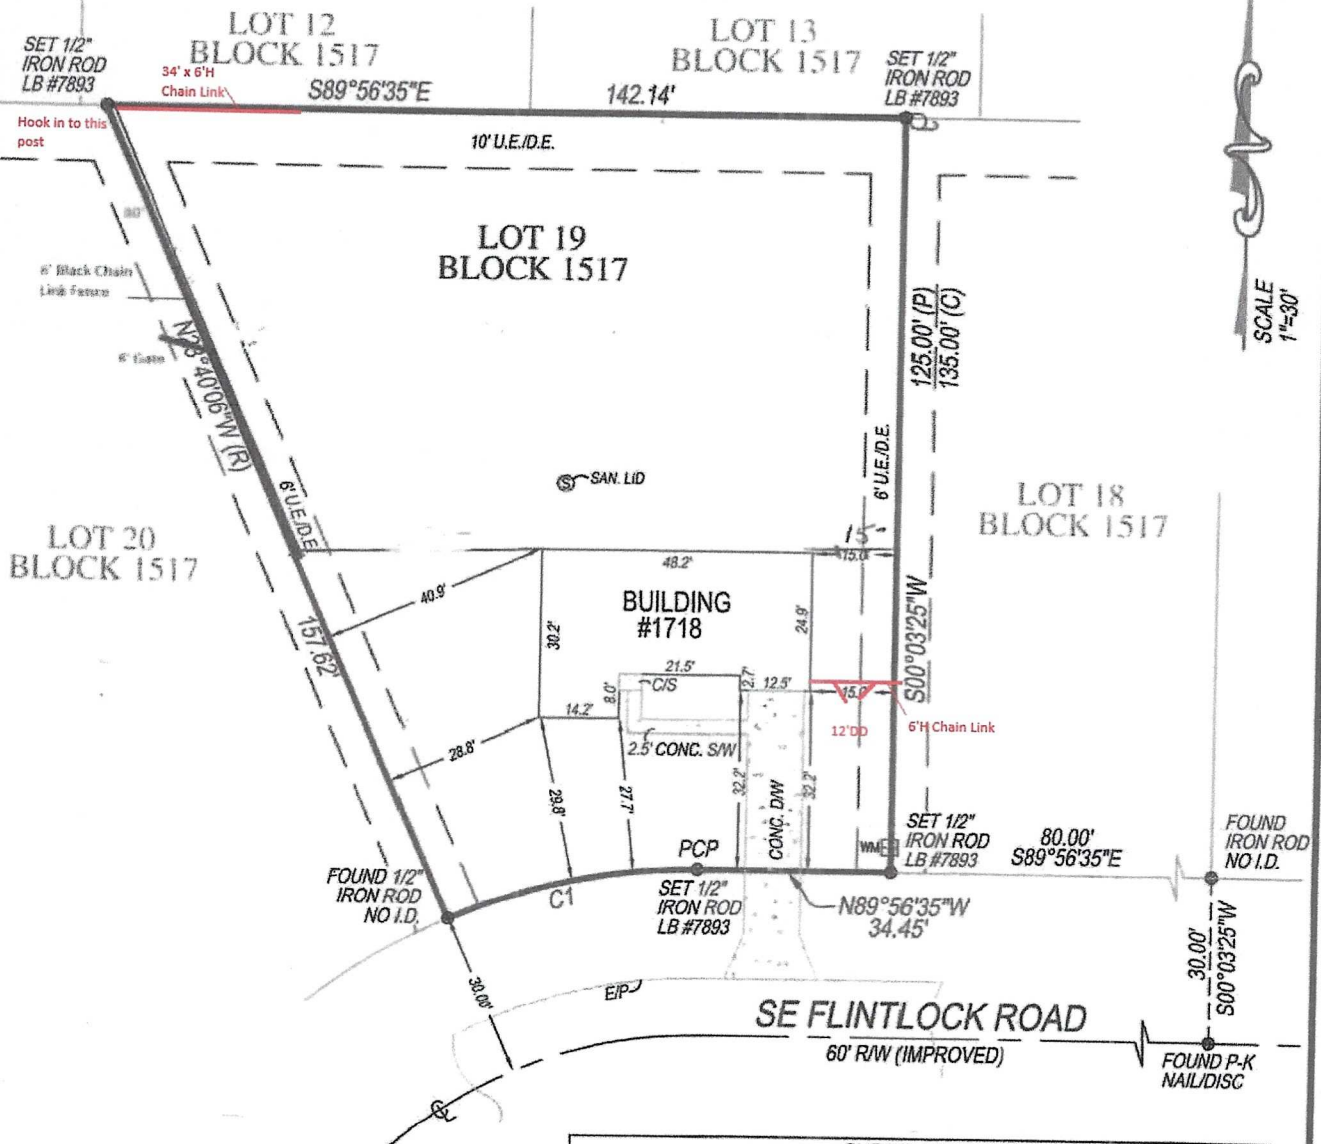 LOT 12
BLOCK 1517
LOT 13
BLOCK 1517
SET 1/2"
IRON ROD
LB #7893
34' x 6'H
Chain Link
S89°56'35"E
142.14'
SET 1/2"
IRON ROD
LB #7893
Hook in to this
post
10' U.E./D.E.
80'
LOT 19
BLOCK 1517
6' Black Chain
Link Fence
6' Gate
N28°40'06"W (R)
125.00' (P)
135.00' (C)
SCALE
1"=30'
6' U.E./D.E.
6' U.E./D.E.
SAN. LID
S
LOT 20
BLOCK 1517
LOT 18
BLOCK 1517
15'
15.0'
48.2'
40.9'
BUILDING
#1718
30.2'
24.9'
S00°03'25"W
157.62'
21.5'
C/S
2.7'
12.5'
8.0'
15.0'
14.2'
12'DD
6'H Chain Link
28.8'
2.5' CONC. S/W
29.8'
27.7'
32.2'
CONC. D/W
32.2'
PCP
WM
SET 1/2"
IRON ROD
LB #7893
80.00'
S89°56'35"E
FOUND
IRON ROD
NO I.D.
FOUND 1/2"
IRON ROD
NO I.D.
C1
SET 1/2"
IRON ROD
LB #7893
N89°56'35"W
34.45'
30.00'
30.00'
S00°03'25"W
E/P
SE FLINTLOCK ROAD
60' R/W (IMPROVED)
FOUND P-K
NAIL/DISC